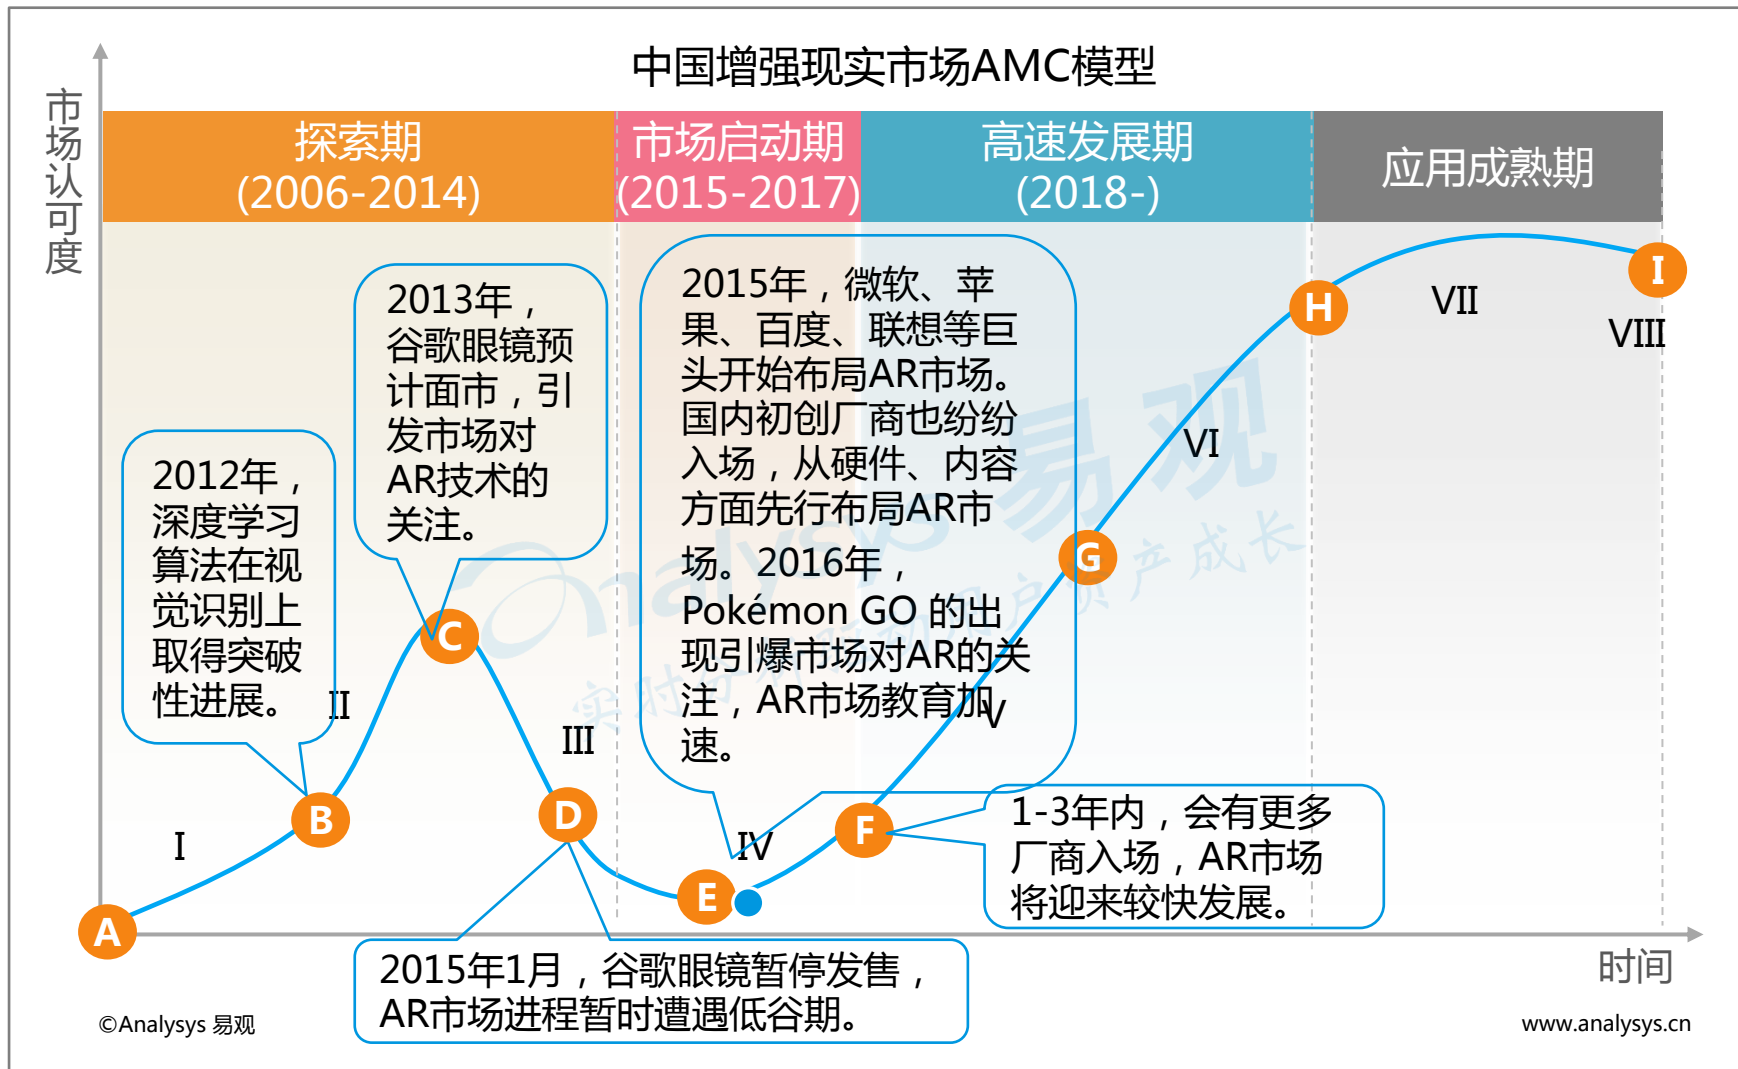 中国增强现实市场AMC模型
市场认可度
探索期
(2006-2014)
市场启动期
(2015-2017)
高速发展期
(2018-)
应用成熟期
2012年，
深度学习
算法在视
觉识别上
取得突破
性进展。
2013年，
谷歌眼镜预
计面市，引
发市场对
AR技术的
关注。
2015年，微软、苹
果、百度、联想等巨
头开始布局AR市场。
国内初创厂商也纷纷
入场，从硬件、内容
方面先行布局AR市
场。2016年，
Pokémon GO 的出
现引爆市场对AR的关
注，AR市场教育加
速。
1-3年内，会有更多
厂商入场，AR市场
将迎来较快发展。
2015年1月，谷歌眼镜暂停发售，
AR市场进程暂时遭遇低谷期。
A
B
C
D
E
F
G
H
I
I
II
III
IV
V
VI
VII
VIII
时间
Analysys 易观
©Analysys 易观
www.analysys.cn